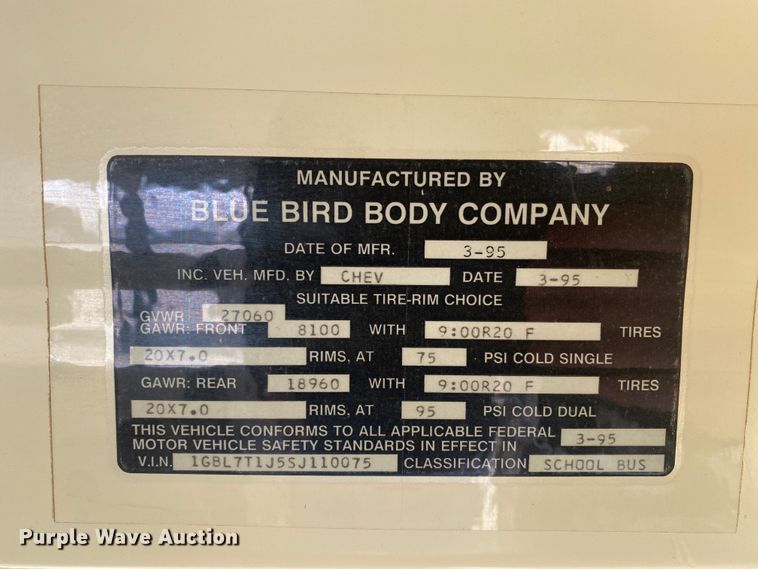 MANUFACTURED BY
BLUE BIRD BODY COMPANY
DATE OF MFR. 3-95
INC. VEH. MFD. BY CHEV DATE 3-95
SUITABLE TIRE-RIM CHOICE
GVWR 27060
GAWR: FRONT 8100 WITH 9:00R20 F TIRES
20X7.0 RIMS, AT 75 PSI COLD SINGLE
GAWR: REAR 18960 WITH 9:00R20 F TIRES
20X7.0 RIMS, AT 95 PSI COLD DUAL
THIS VEHICLE CONFORMS TO ALL APPLICABLE FEDERAL
MOTOR VEHICLE SAFETY STANDARDS IN EFFECT IN 3-95
V.I.N. 1GBL7T1J5SJ110075 CLASSIFICATION SCHOOL BUS
Purple Wave Auction